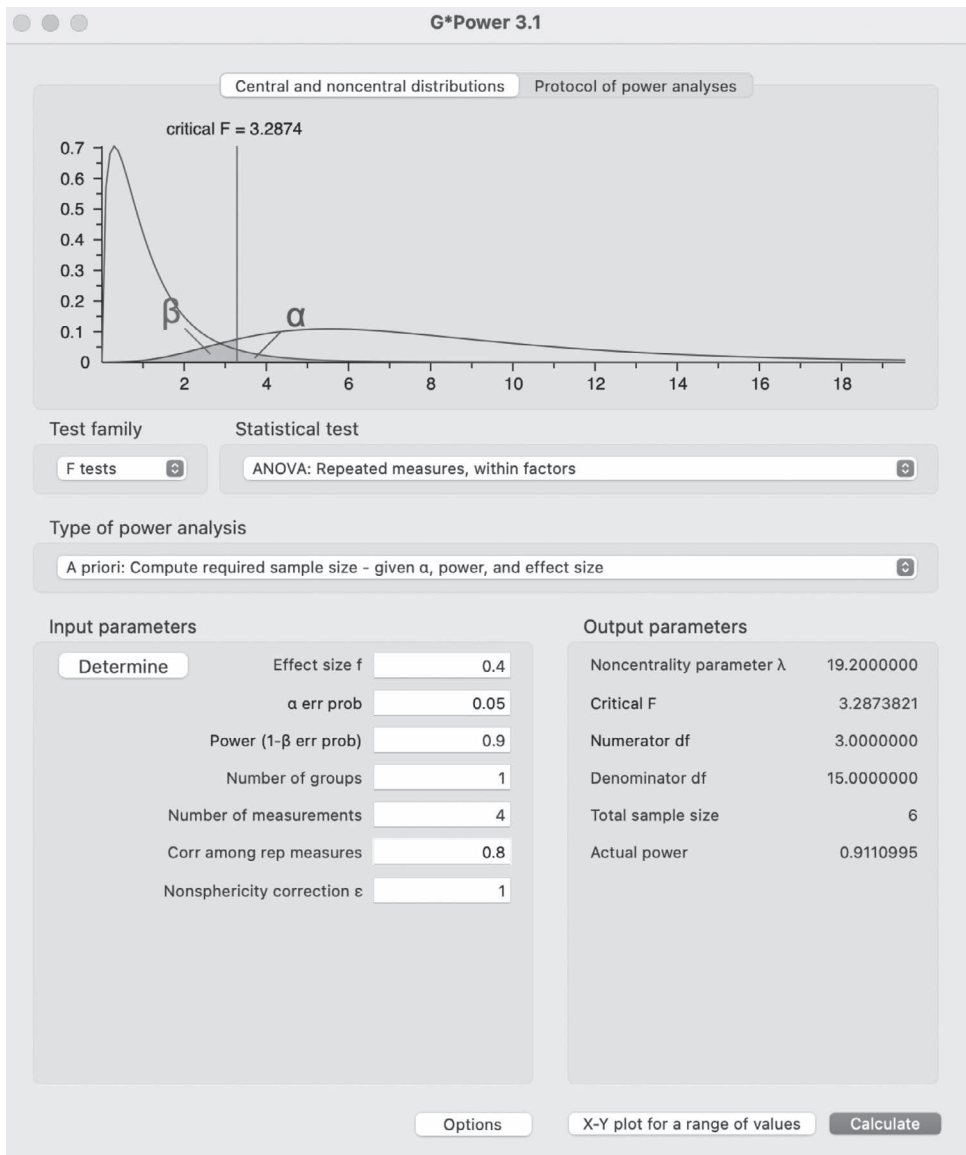 G*Power 3.1
Central and noncentral distributions Protocol of power analyses
critical F = 3.2874
0.7
0.6
0.5
0.4
0.3
0.2
0.1
0
β
α
2 4 6 8 10 12 14 16 18
Test family Statistical test
F tests ANOVA: Repeated measures, within factors
Type of power analysis
A priori: Compute required sample size - given α, power, and effect size
Input parameters
Determine Effect size f 0.4
α err prob 0.05
Power (1-β err prob) 0.9
Number of groups 1
Number of measurements 4
Corr among rep measures 0.8
Nonsphericity correction ε 1
Output parameters
Noncentrality parameter λ 19.2000000
Critical F 3.2873821
Numerator df 3.0000000
Denominator df 15.0000000
Total sample size 6
Actual power 0.9110995
Options X-Y plot for a range of values Calculate